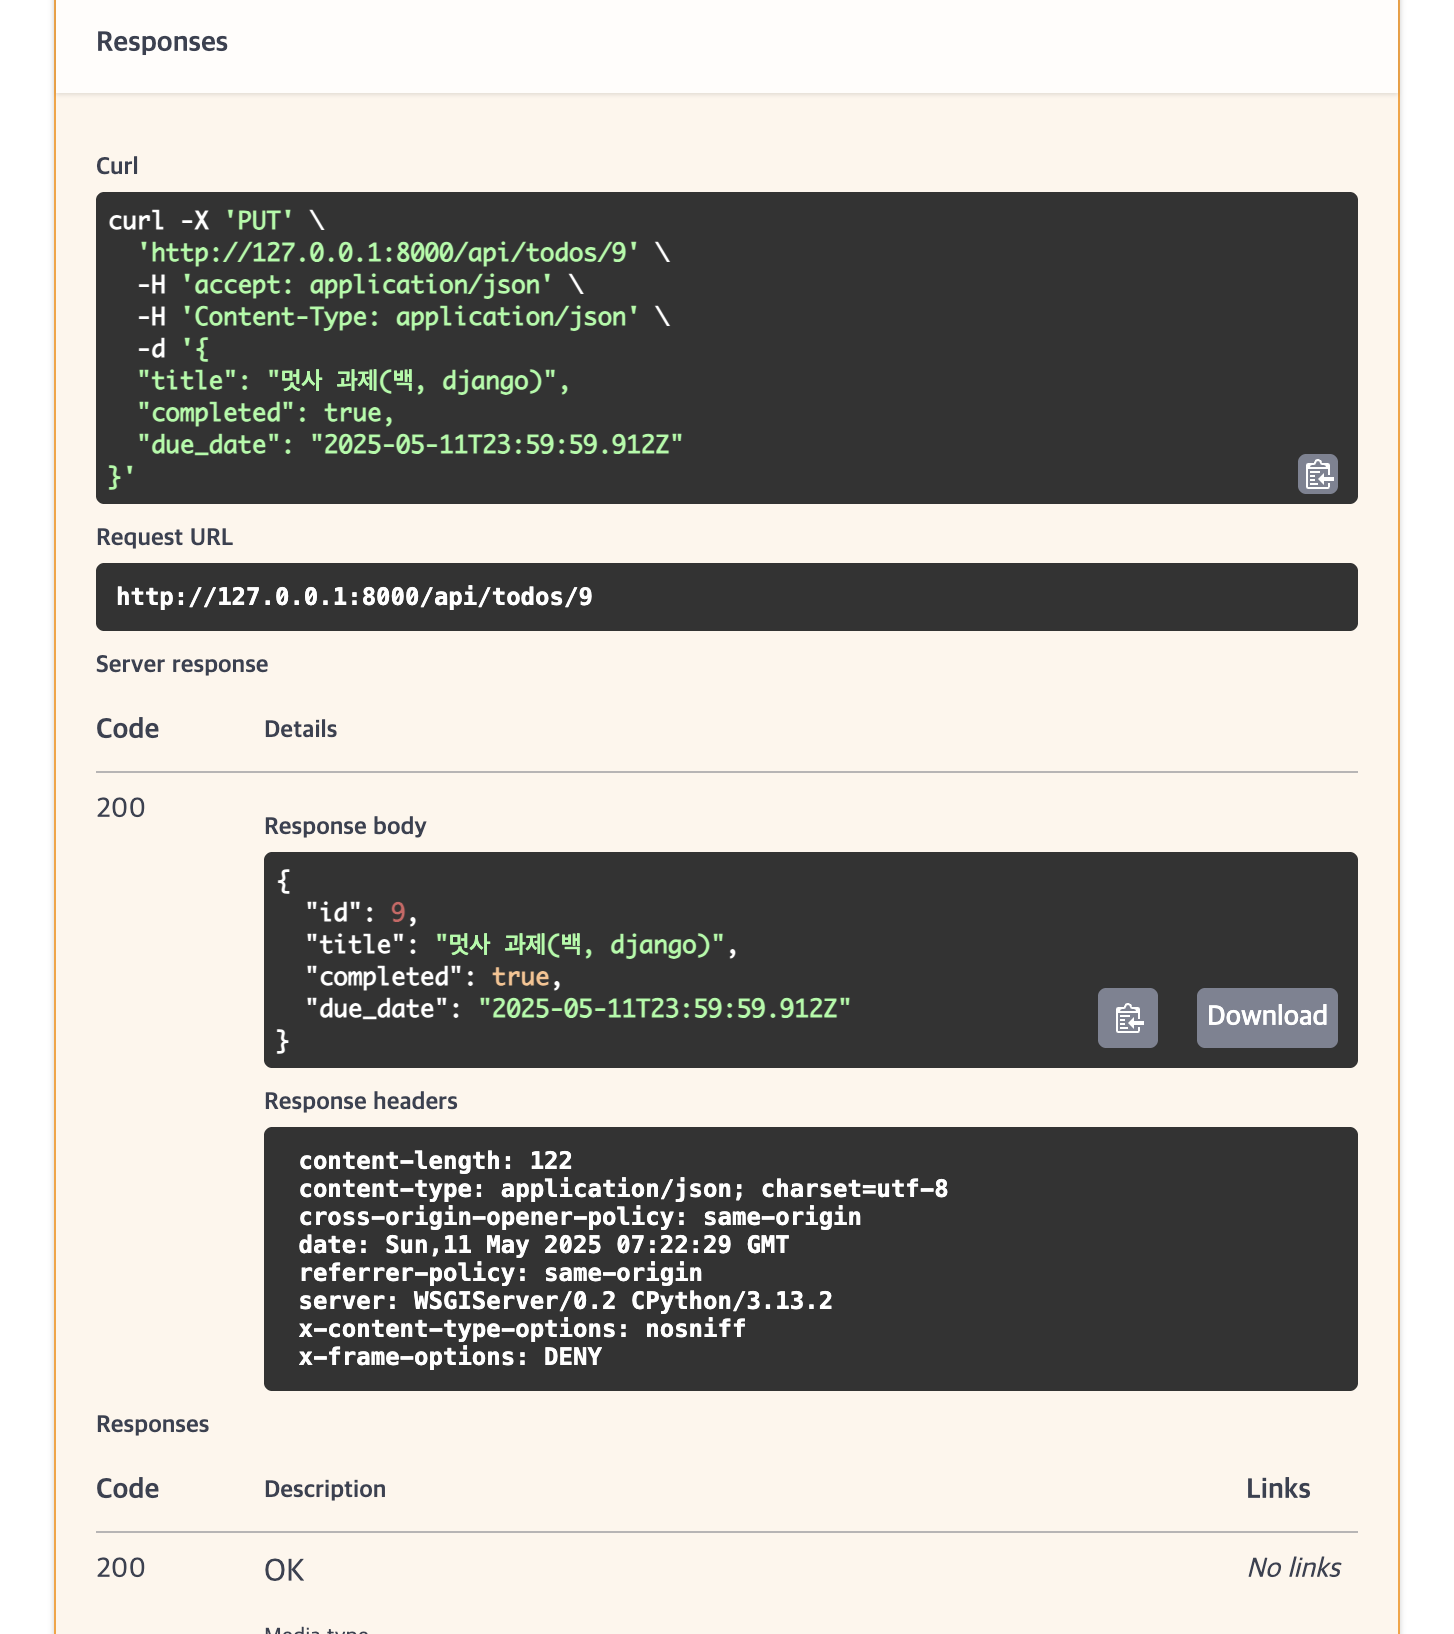 Responses
Curl
curl -X 'PUT' \
  'http://127.0.0.1:8000/api/todos/9' \
  -H 'accept: application/json' \
  -H 'Content-Type: application/json' \
  -d '{
  "title": "멋사 과제(백, django)",
  "completed": true,
  "due_date": "2025-05-11T23:59:59.912Z"
}'
Request URL
http://127.0.0.1:8000/api/todos/9
Server response
Code Details
200
Response body
{
  "id": 9,
  "title": "멋사 과제(백, django)",
  "completed": true,
  "due_date": "2025-05-11T23:59:59.912Z"
}
Download
Response headers
content-length: 122
content-type: application/json; charset=utf-8
cross-origin-opener-policy: same-origin
date: Sun,11 May 2025 07:22:29 GMT
referrer-policy: same-origin
server: WSGIServer/0.2 CPython/3.13.2
x-content-type-options: nosniff
x-frame-options: DENY
Responses
Code Description Links
200 OK No links
Media type